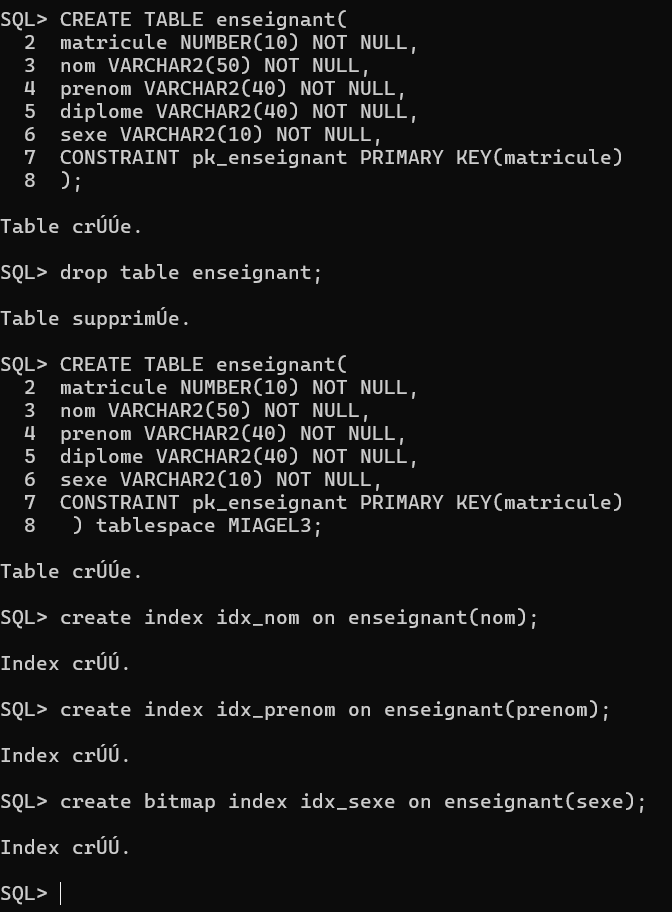 SQL> CREATE TABLE enseignant(
  2  matricule NUMBER(10) NOT NULL,
  3  nom VARCHAR2(50) NOT NULL,
  4  prenom VARCHAR2(40) NOT NULL,
  5  diplome VARCHAR2(40) NOT NULL,
  6  sexe VARCHAR2(10) NOT NULL,
  7  CONSTRAINT pk_enseignant PRIMARY KEY(matricule)
  8  );
Table crÚÚe.
SQL> drop table enseignant;
Table supprimÚe.
SQL> CREATE TABLE enseignant(
  2  matricule NUMBER(10) NOT NULL,
  3  nom VARCHAR2(50) NOT NULL,
  4  prenom VARCHAR2(40) NOT NULL,
  5  diplome VARCHAR2(40) NOT NULL,
  6  sexe VARCHAR2(10) NOT NULL,
  7  CONSTRAINT pk_enseignant PRIMARY KEY(matricule)
  8   ) tablespace MIAGEL3;
Table crÚÚe.
SQL> create index idx_nom on enseignant(nom);
Index crÚÚ.
SQL> create index idx_prenom on enseignant(prenom);
Index crÚÚ.
SQL> create bitmap index idx_sexe on enseignant(sexe);
Index crÚÚ.
SQL>